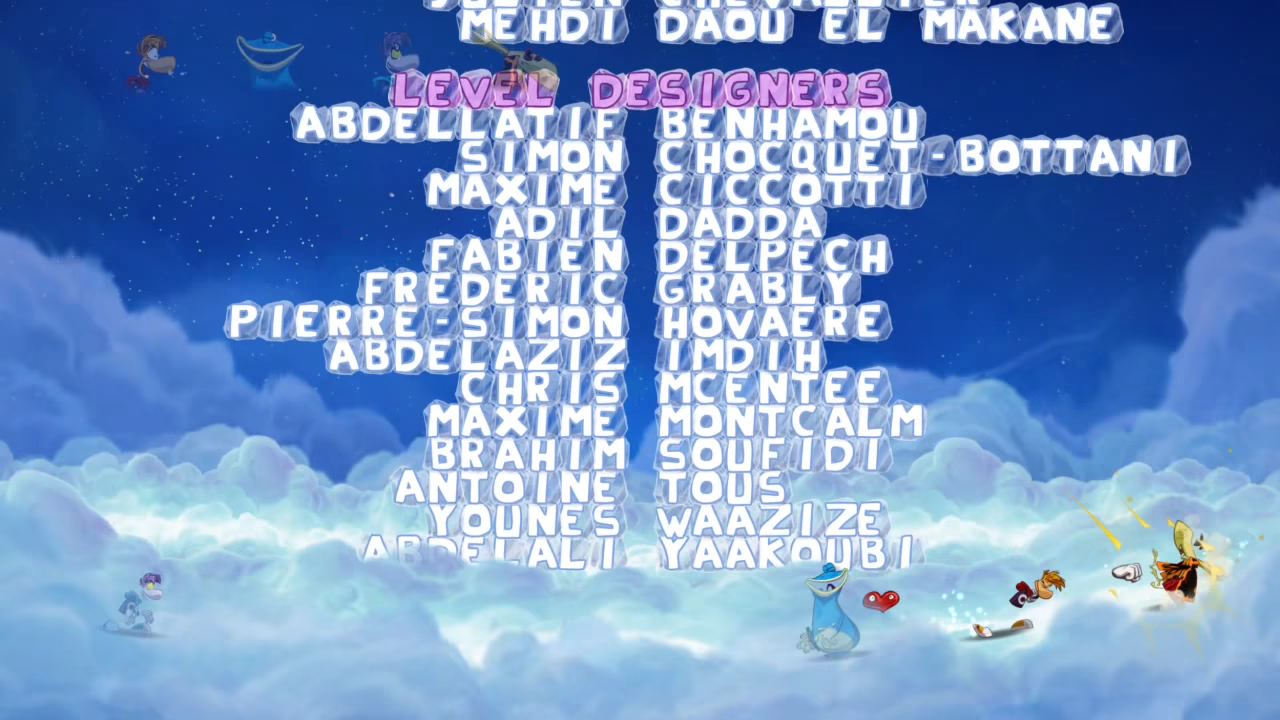 MEHDI DAOU EL MAKANE
LEVEL DESIGNERS
ABDELLATIF BENHAMOU
SIMON CHOCQUET-BOTTANI
MAXIME CICCOTTI
ADIL DADDA
FABIEN DELPECH
FREDERIC GRABLY
PIERRE-SIMON HOVAERE
ABDELAZIZ IMDIH
CHRIS MCENTEE
MAXIME MONTCALM
BRAHIM SOUFIDI
ANTOINE TOUS
YOUNES WAAZIZE
ABDELALI YAAKOUBI